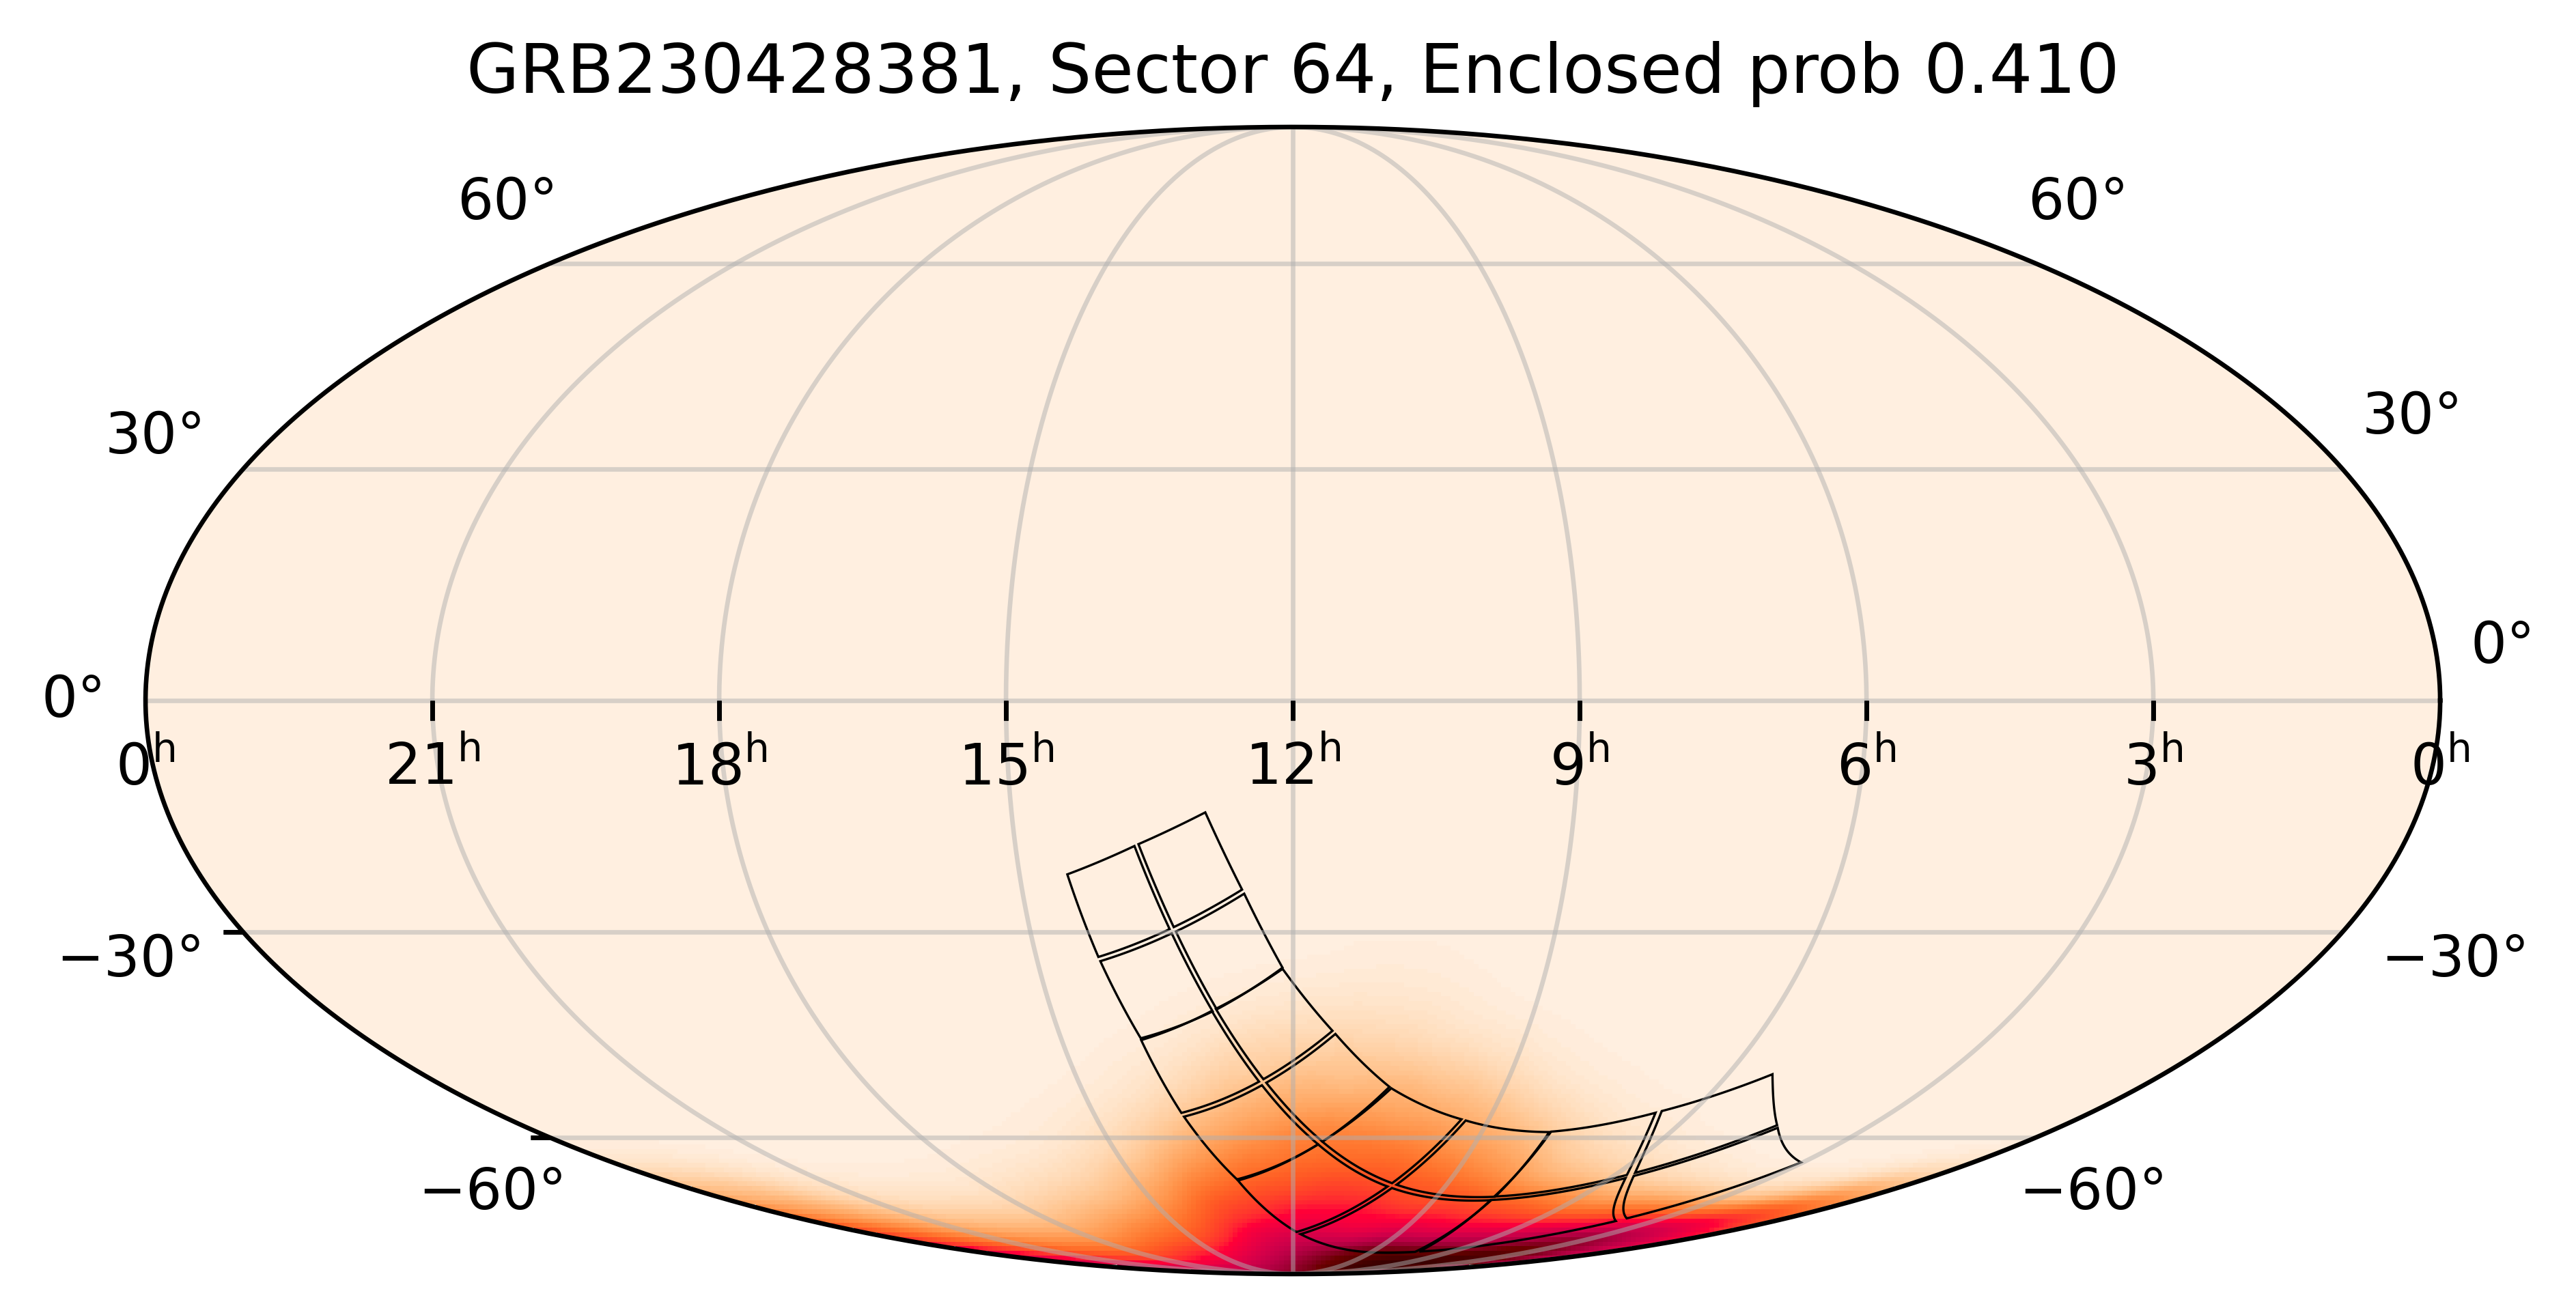 GRB230428381, Sector 64, Enclosed prob 0.410
60° 60°
30° 30°
0° 0°
0h 21h 18h 15h 12h 9h 6h 3h 0h
−30° −30°
−60° −60°